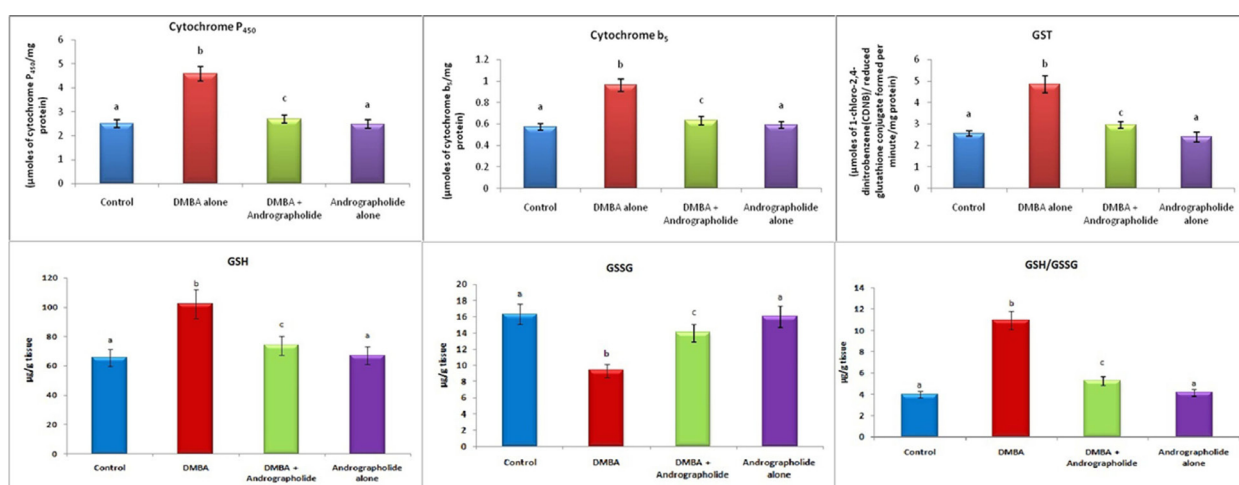 Cytochrome P450
(µmoles of cytochrome P450/mg
protein)
6
5
4
3
2
1
0
a
b
c
a
Control
DMBA alone
DMBA +
Andrographolide
Andrographolide
alone
Cytochrome b5
(µmoles of cytochrome b5/mg
protein)
1.2
1
0.8
0.6
0.4
0.2
0
a
b
c
a
Control
DMBA alone
DMBA +
Andrographolide
Andrographolide
alone
GST
(µmoles of 1-chloro-2,4-
dinitrobenzene(CDNB)/ reduced
glutathione conjugate formed per
minute/mg protein)
6
5
4
3
2
1
0
a
b
c
a
Control
DMBA alone
DMBA +
Andrographolide
Andrographolide
alone
GSH
µg/g tissue
120
100
80
60
40
20
0
a
b
c
a
Control
DMBA
DMBA +
Andrographolide
Andrographolide
alone
GSSG
µg/g tissue
18
16
14
12
10
8
6
4
2
0
a
b
c
a
Control
DMBA
DMBA +
Andrographolide
Andrographolide
alone
GSH/GSSG
µg/g tissue
14
12
10
8
6
4
2
0
a
b
c
a
Control
DMBA
DMBA +
Andrographolide
Andrographolide
alone